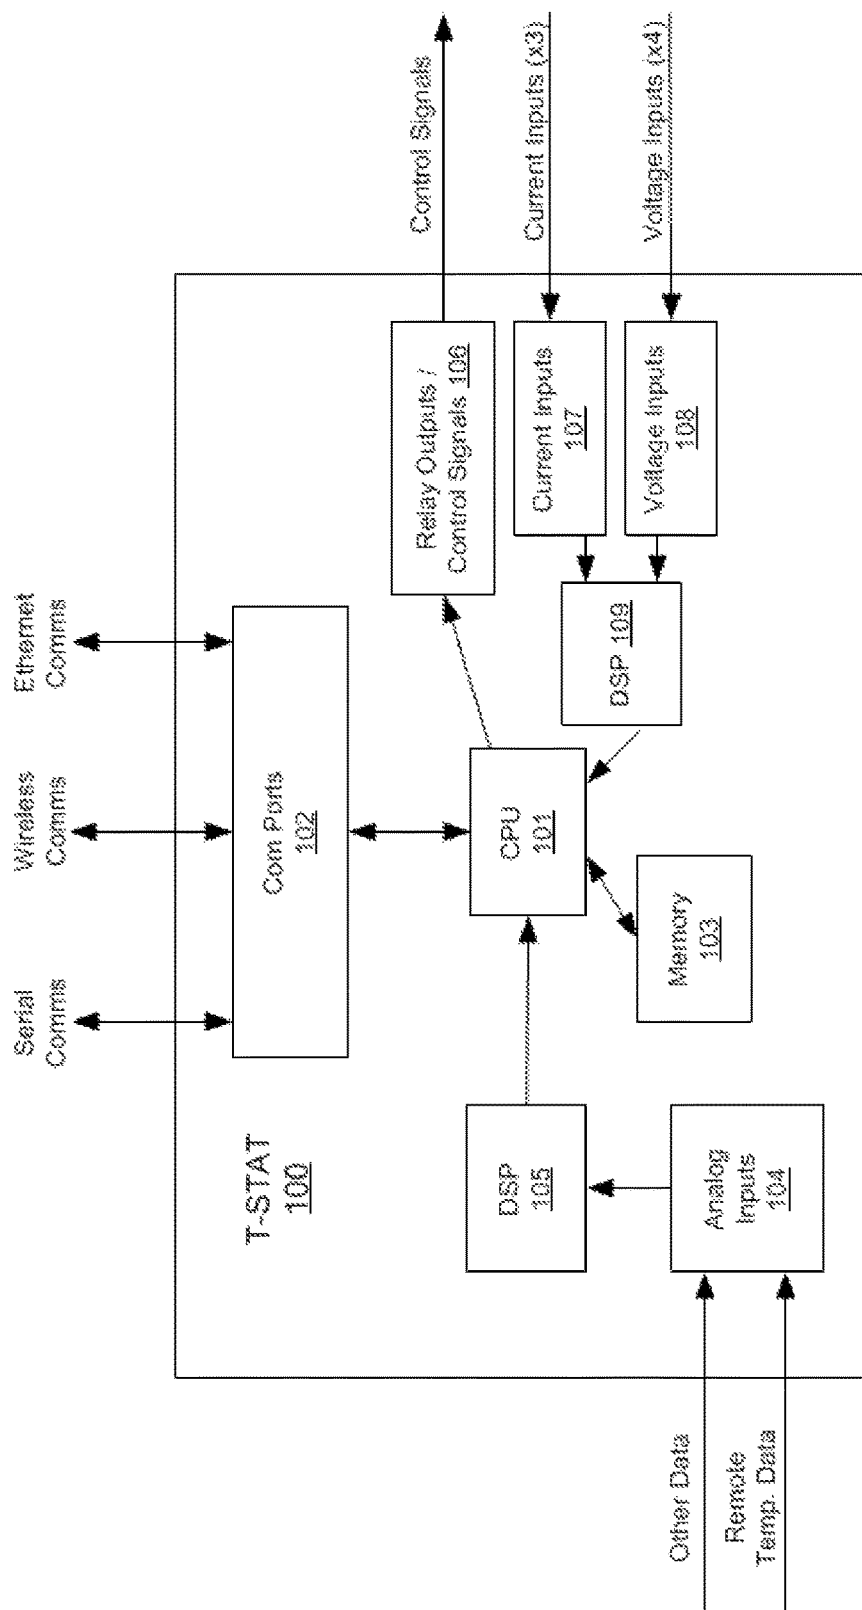 Serial
Comms
Wireless
Comms
Ethernet
Comms
T-STAT
100
Com Ports
102
Control Signals
Relay Outputs /
Control Signals 106
Current Inputs (x3)
Current Inputs
107
Voltage Inputs (x4)
Voltage Inputs
108
DSP 109
CPU
101
DSP
105
Memory
103
Analog
Inputs
104
Other Data
Remote
Temp. Data